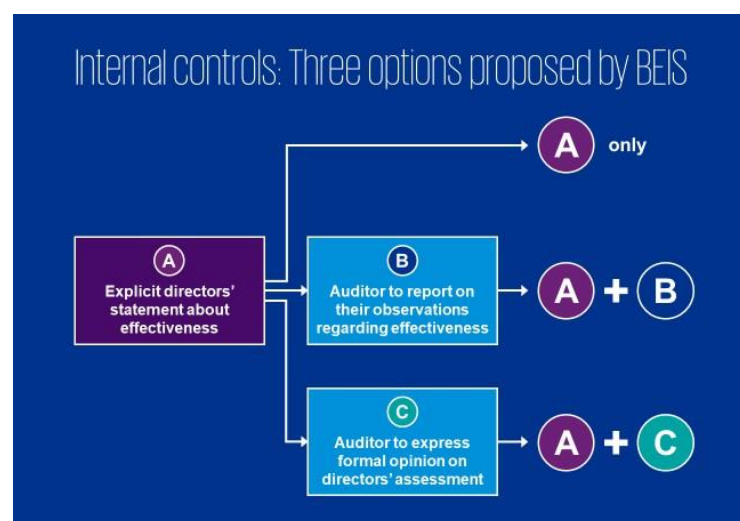 Internal controls: Three options proposed by BEIS
A only
A
Explicit directors'
statement about
effectiveness
B
Auditor to report on
their observations
regarding effectiveness
A + B
C
Auditor to express
formal opinion on
directors' assessment
A + C